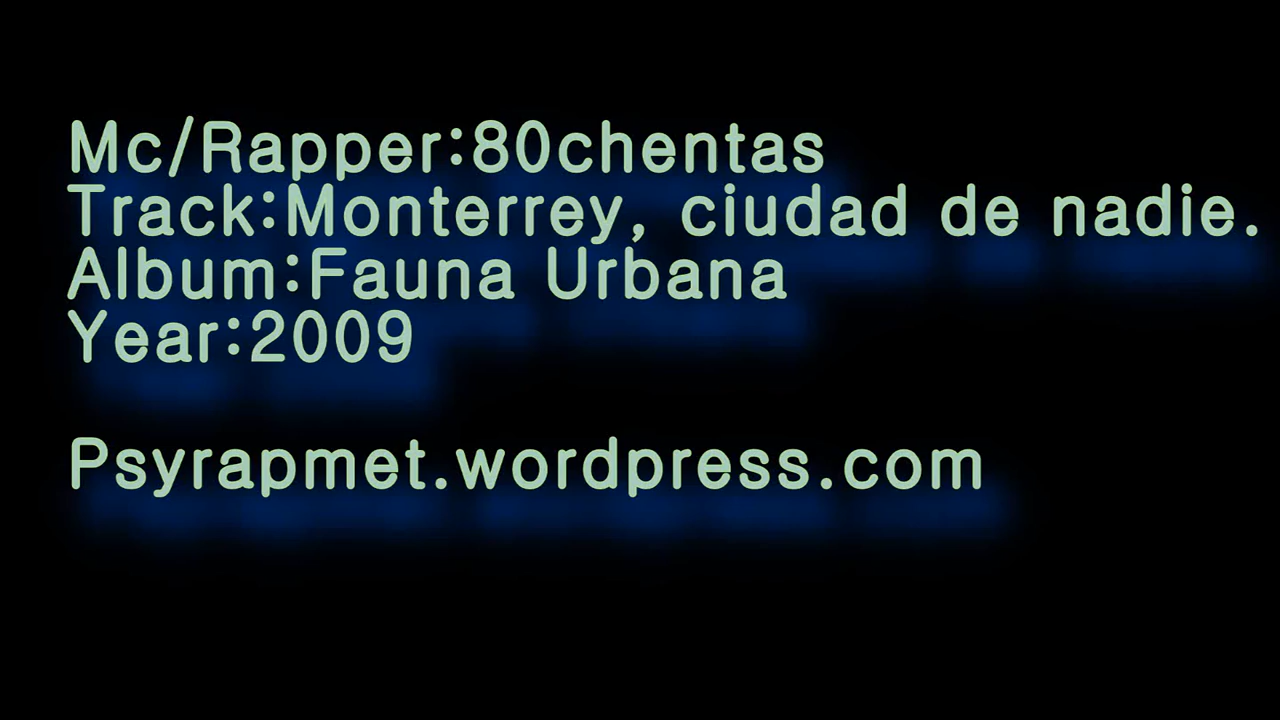 Mc/Rapper:80chentas
Track:Monterrey, ciudad de nadie.
Album:Fauna Urbana
Year:2009
Psyrapmet.wordpress.com